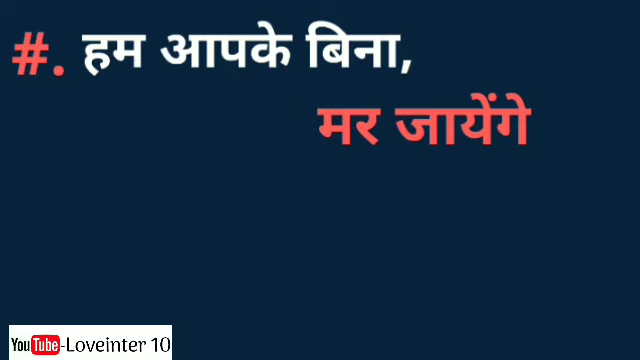 #. हम आपके बिना,
मर जायेंगे
YouTube-Loveinter 10